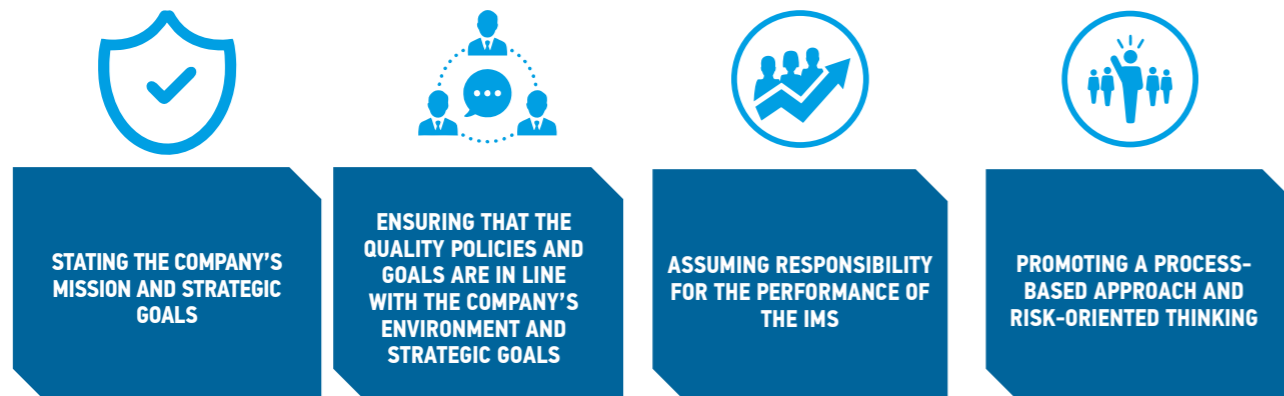 STATING THE COMPANY'S
MISSION AND STRATEGIC
GOALS
ENSURING THAT THE
QUALITY POLICIES AND
GOALS ARE IN LINE
WITH THE COMPANY'S
ENVIRONMENT AND
STRATEGIC GOALS
ASSUMING RESPONSIBILITY
FOR THE PERFORMANCE OF
THE IMS
PROMOTING A PROCESS-
BASED APPROACH AND
RISK-ORIENTED THINKING